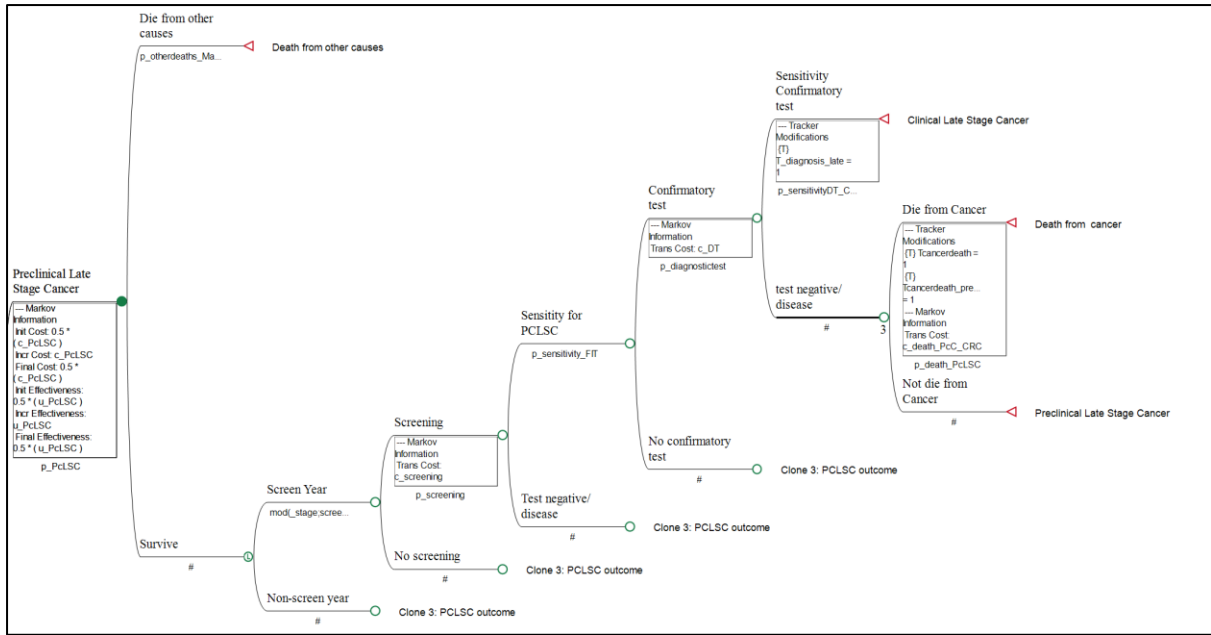 Die from other
causes
p_otherdeaths_Ma...
Death from other causes
Sensitivity
Confirmatory
test
--- Tracker
Modifications
{T}
T_diagnosis_late =
1
p_sensitivityDT_C...
Clinical Late Stage Cancer
Confirmatory
test
--- Markov
Information
Trans Cost: c_DT
p_diagnostictest
Die from Cancer
--- Tracker
Modifications
{T} Tcancerdeath =
1
{T}
Tcancerdeath_pre...
= 1
--- Markov
Information
Trans Cost:
c_death_PcC_CRC
p_death_PcLSC
Death from cancer
test negative/
disease
#
3
Not die from
Cancer
#
Preclinical Late Stage Cancer
Preclinical Late
Stage Cancer
--- Markov
Information
Init Cost: 0.5 *
( c_PcLSC )
Incr Cost: c_PcLSC
Final Cost: 0.5 *
( c_PcLSC )
Init Effectiveness:
0.5 * ( u_PcLSC )
Incr Effectiveness:
u_PcLSC
Final Effectiveness:
0.5 * ( u_PcLSC )
p_PcLSC
Sensitity for
PCLSC
p_sensitivity_FIT
No confirmatory
test
#
Clone 3: PCLSC outcome
Screening
--- Markov
Information
Trans Cost:
c_screening
p_screening
Test negative/
disease
#
Clone 3: PCLSC outcome
Screen Year
mod(_stage;scree...
No screening
#
Clone 3: PCLSC outcome
Survive
#
L
Non-screen year
#
Clone 3: PCLSC outcome